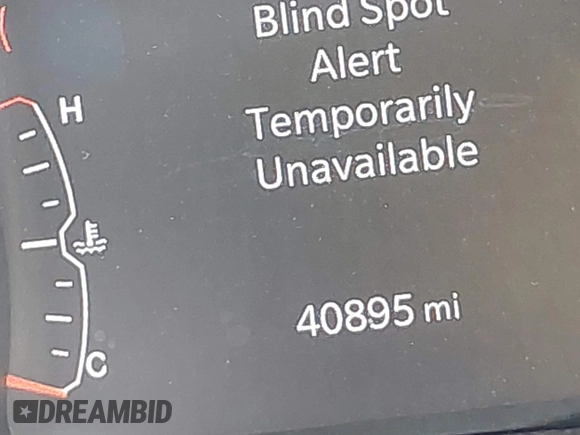 Blind Spot
Alert
Temporarily
Unavailable
H
40895 mi
C
DREAMBID